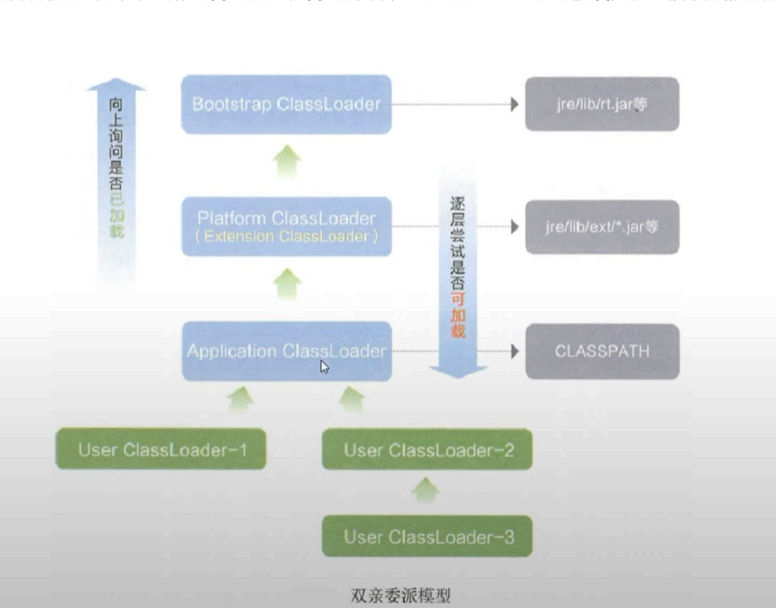 向上询问是否已加载
Bootstrap ClassLoader
jre/lib/rt.jar等
Platform ClassLoader
(Extension ClassLoader)
jre/lib/ext/*.jar等
逐层尝试是否可加载
Application ClassLoader
CLASSPATH
User ClassLoader-1
User ClassLoader-2
User ClassLoader-3
双亲委派模型